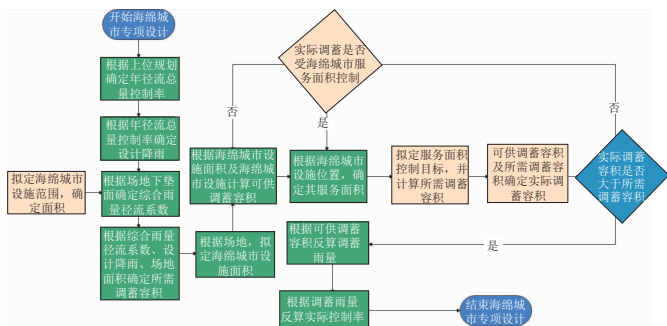 开始海绵城
市专项设计
根据上位规划
确定年径流总
量控制率
根据年径流总
量控制率确定
设计降雨
拟定海绵城市
设施范围，确
定面积
根据场地下垫
面确定综合雨
量径流系数
根据综合雨量
径流系数、设
计降雨、场地
面积确定所需
调蓄容积
根据场地，拟
定海绵城市设
施面积
否
根据海绵城市设
施面积及海绵城
市设施计算可供
调蓄容积
实际调蓄是否
受海绵城市服
务面积控制
是
根据海绵城市
设施位置，确
定其服务面积
拟定服务面积
控制目标，并
计算所需调蓄
容积
可供调蓄容积
及所需调蓄容
积确定实际调
蓄容积
否
实际调蓄
容积是否
大于所需
调蓄容积
是
根据可供调蓄
容积反算调蓄
雨量
根据调蓄雨量
反算实际控制率
结束海绵城
市专项设计